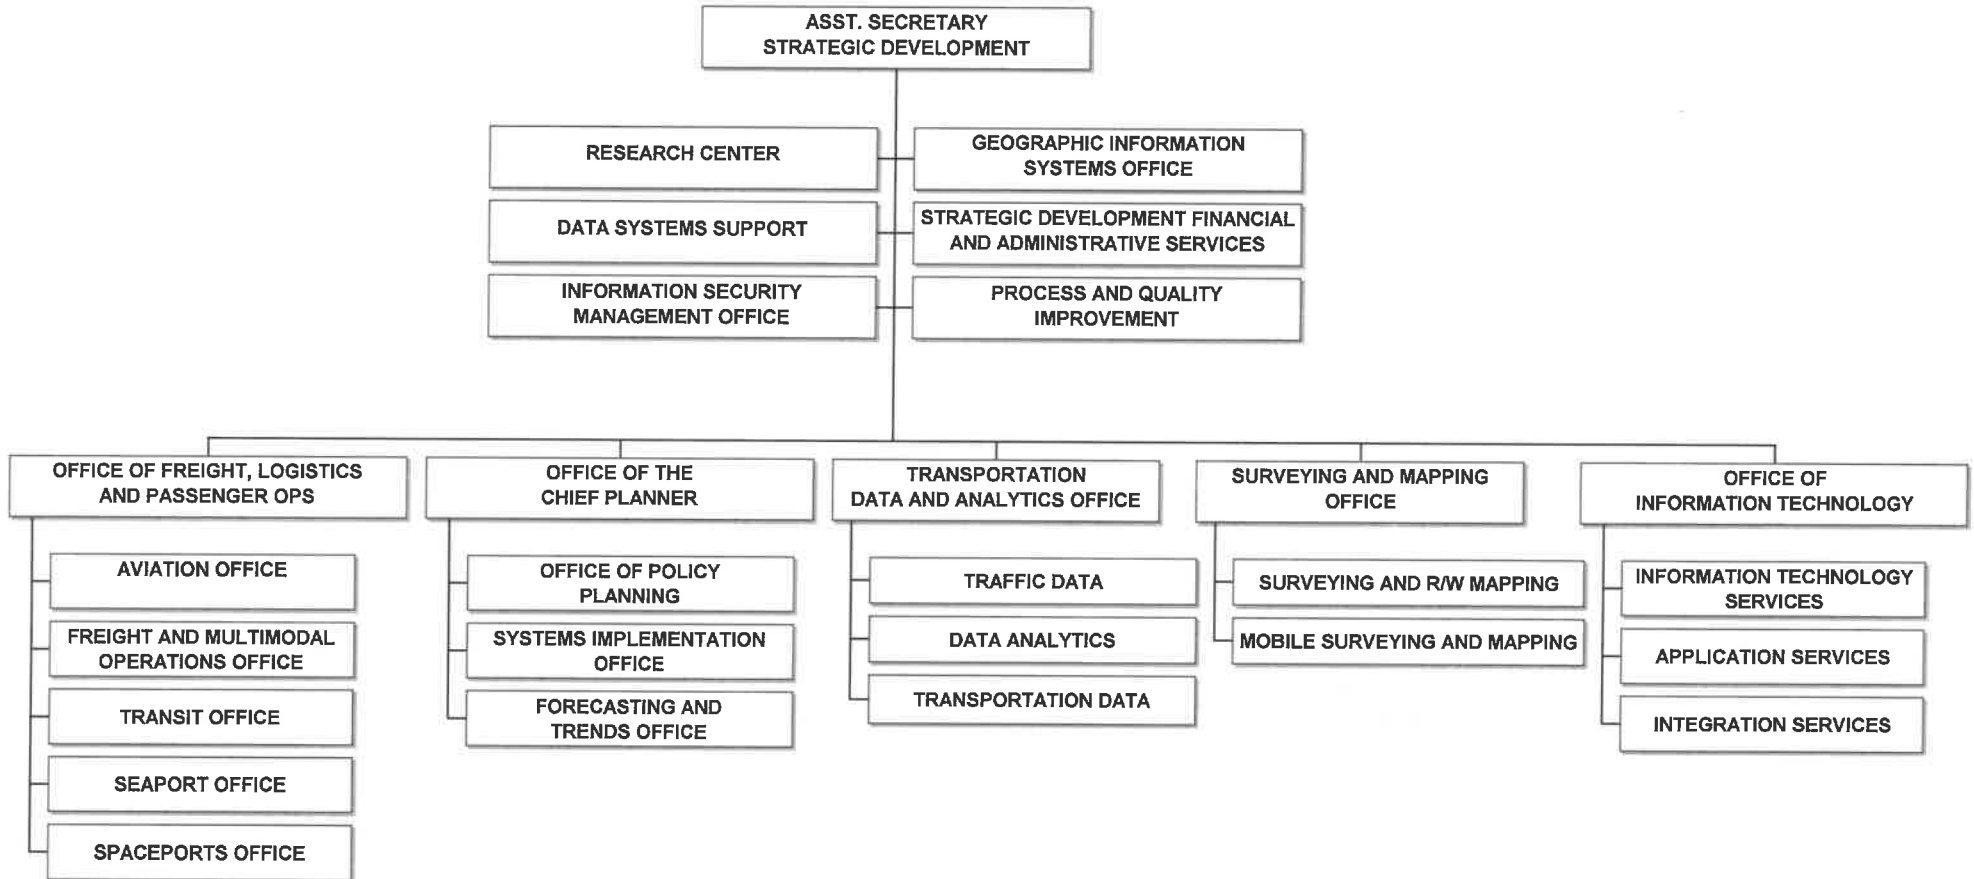 ASST. SECRETARY
STRATEGIC DEVELOPMENT
RESEARCH CENTER
GEOGRAPHIC INFORMATION
SYSTEMS OFFICE
DATA SYSTEMS SUPPORT
STRATEGIC DEVELOPMENT FINANCIAL
AND ADMINISTRATIVE SERVICES
INFORMATION SECURITY
MANAGEMENT OFFICE
PROCESS AND QUALITY
IMPROVEMENT
OFFICE OF FREIGHT, LOGISTICS
AND PASSENGER OPS
AVIATION OFFICE
FREIGHT AND MULTIMODAL
OPERATIONS OFFICE
TRANSIT OFFICE
SEAPORT OFFICE
SPACEPORTS OFFICE
OFFICE OF THE
CHIEF PLANNER
OFFICE OF POLICY
PLANNING
SYSTEMS IMPLEMENTATION
OFFICE
FORECASTING AND
TRENDS OFFICE
TRANSPORTATION
DATA AND ANALYTICS OFFICE
TRAFFIC DATA
DATA ANALYTICS
TRANSPORTATION DATA
SURVEYING AND MAPPING
OFFICE
SURVEYING AND R/W MAPPING
MOBILE SURVEYING AND MAPPING
OFFICE OF
INFORMATION TECHNOLOGY
INFORMATION TECHNOLOGY
SERVICES
APPLICATION SERVICES
INTEGRATION SERVICES